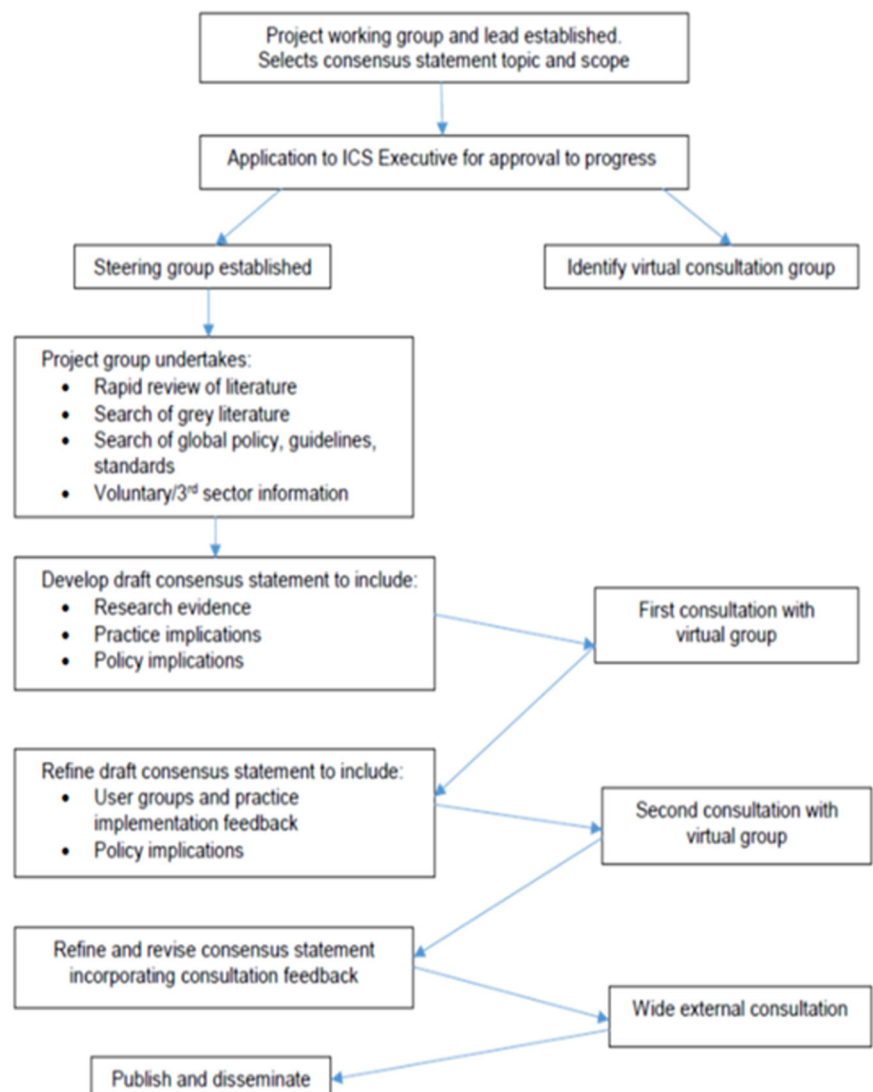 Project working group and lead established.
Selects consensus statement topic and scope
Application to ICS Executive for approval to progress
Steering group established
Identify virtual consultation group
Project group undertakes:
• Rapid review of literature
• Search of grey literature
• Search of global policy, guidelines,
standards
• Voluntary/3rd sector information
Develop draft consensus statement to include:
• Research evidence
• Practice implications
• Policy implications
First consultation with
virtual group
Refine draft consensus statement to include:
• User groups and practice
implementation feedback
• Policy implications
Second consultation with
virtual group
Refine and revise consensus statement
incorporating consultation feedback
Wide external consultation
Publish and disseminate